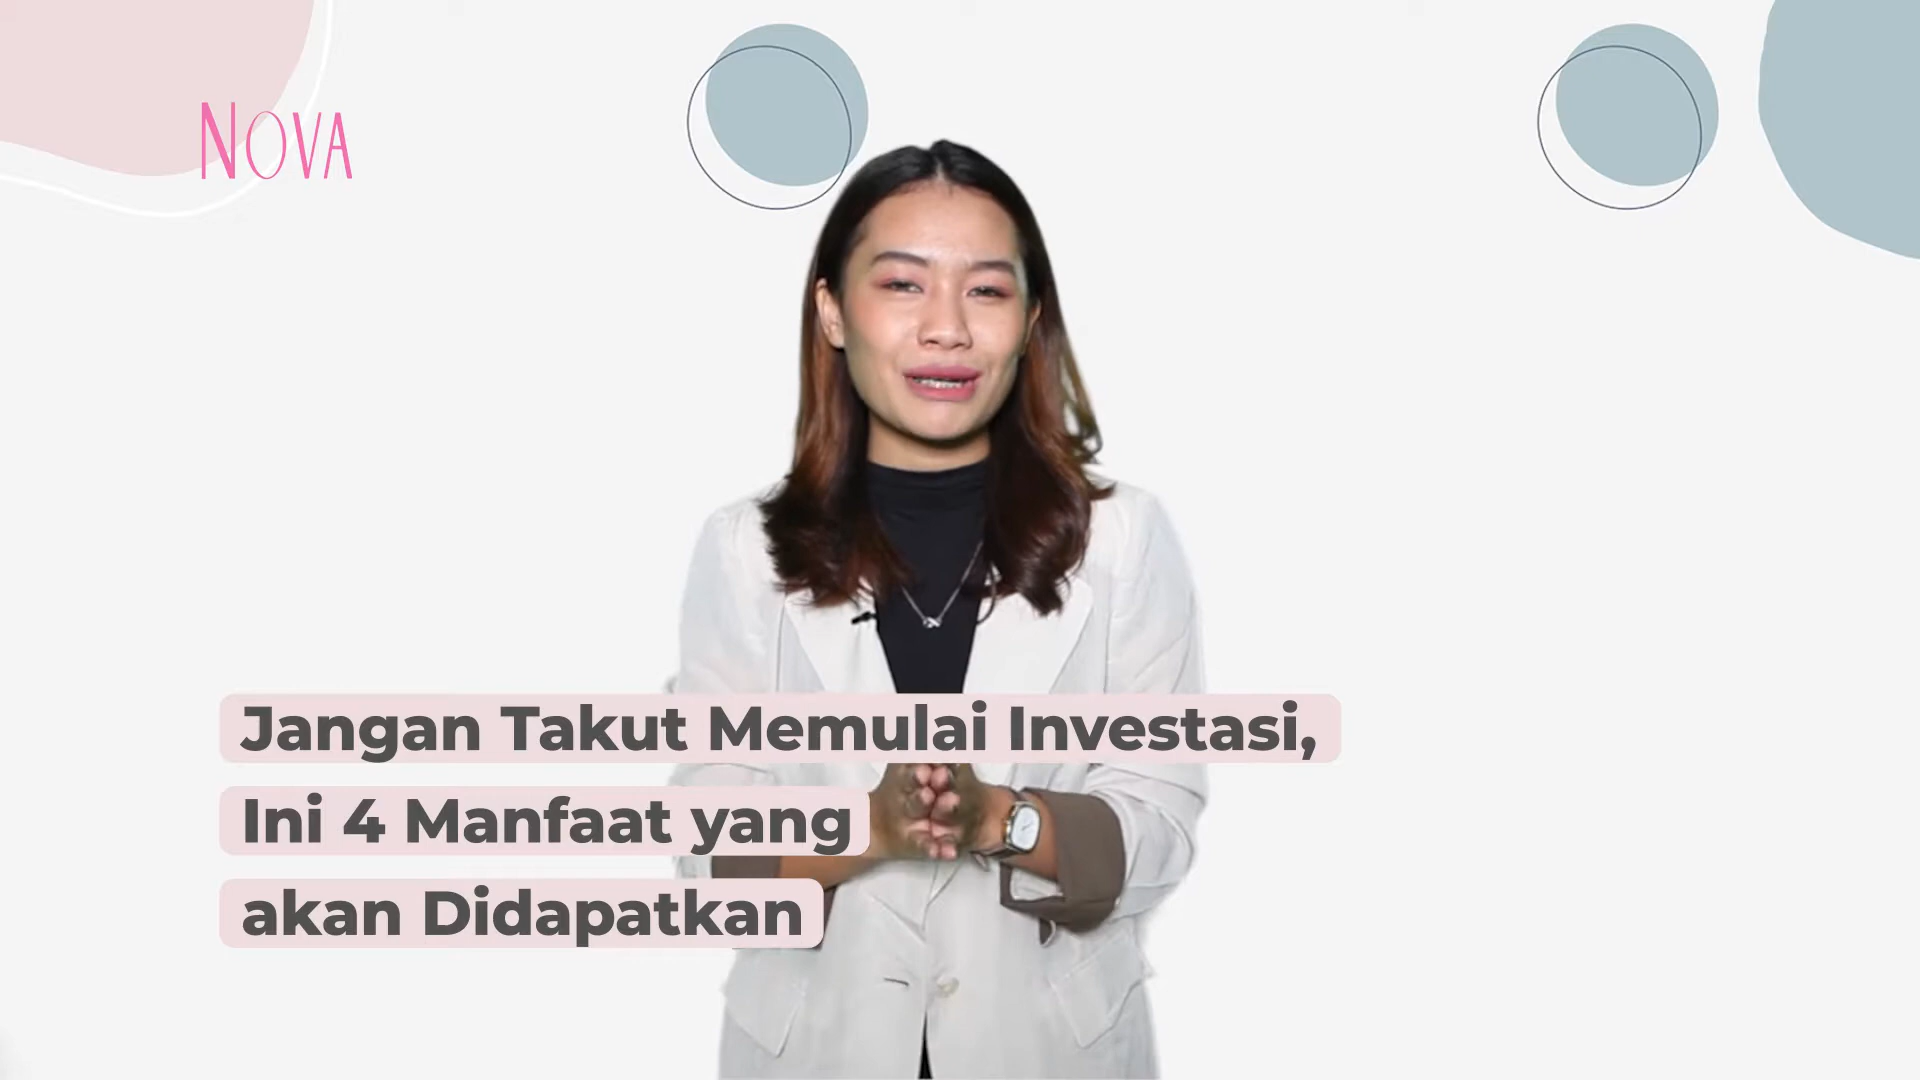 NOVA
Jangan Takut Memulai Investasi,
Ini 4 Manfaat yang
akan Didapatkan